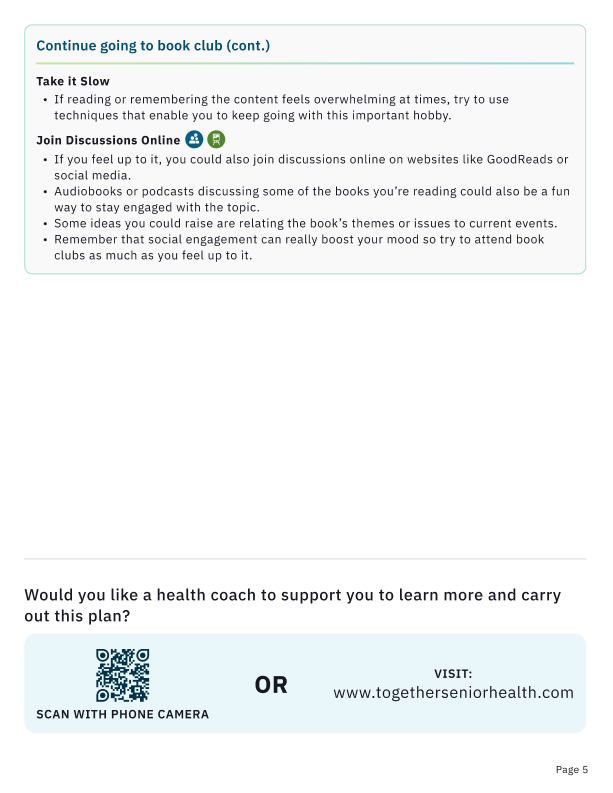 Continue going to book club (cont.)
Take it Slow
• If reading or remembering the content feels overwhelming at times, try to use
techniques that enable you to keep going with this important hobby.
Join Discussions Online
• If you feel up to it, you could also join discussions online on websites like GoodReads or
social media.
• Audiobooks or podcasts discussing some of the books you're reading could also be a fun
way to stay engaged with the topic.
• Some ideas you could raise are relating the book's themes or issues to current events.
• Remember that social engagement can really boost your mood so try to attend book
clubs as much as you feel up to it.
Would you like a health coach to support you to learn more and carry
out this plan?
SCAN WITH PHONE CAMERA
OR
VISIT:
www.togetherseniorhealth.com
Page 5